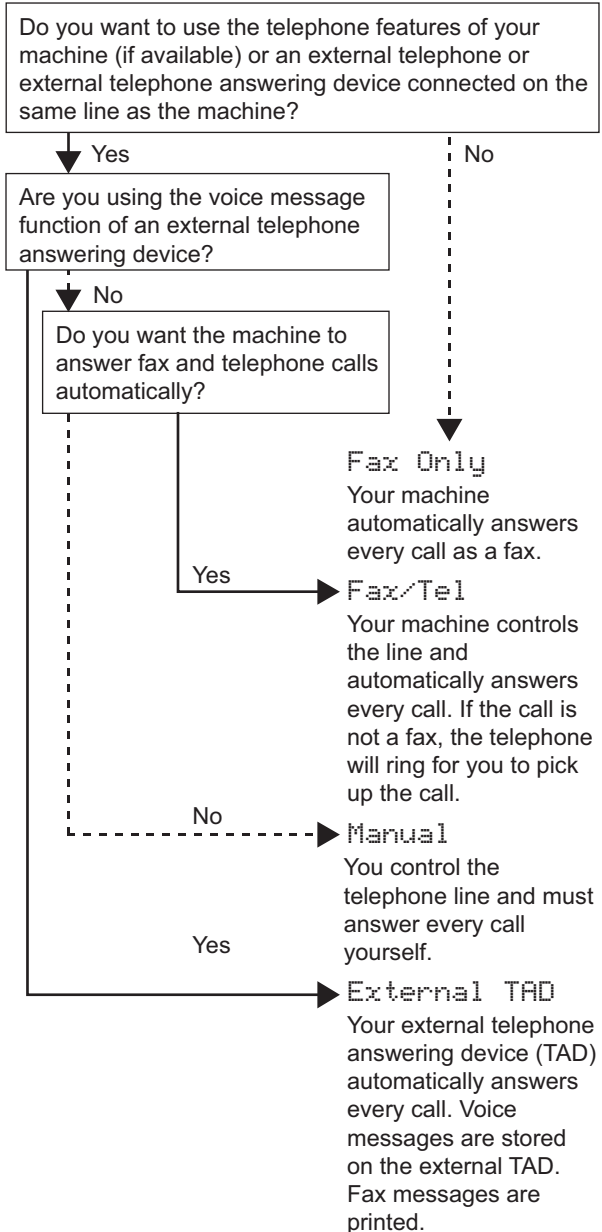 Do you want to use the telephone features of your
machine (if available) or an external telephone or
external telephone answering device connected on the
same line as the machine?
Yes
No
Are you using the voice message
function of an external telephone
answering device?
No
Do you want the machine to
answer fax and telephone calls
automatically?
Fax Only
Your machine
automatically answers
every call as a fax.
Yes
Fax/Tel
Your machine controls
the line and
automatically answers
every call. If the call is
not a fax, the telephone
will ring for you to pick
up the call.
No
Manual
You control the
telephone line and must
answer every call
yourself.
Yes
External TAD
Your external telephone
answering device (TAD)
automatically answers
every call. Voice
messages are stored
on the external TAD.
Fax messages are
printed.